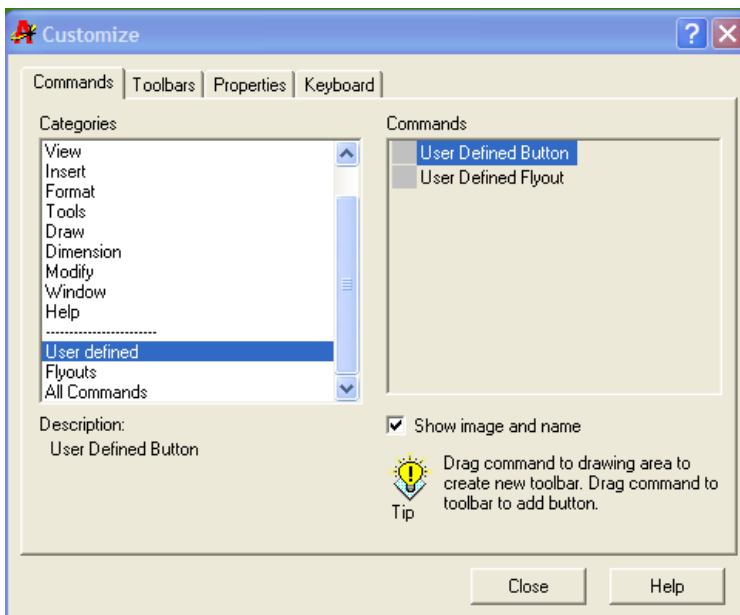 Customize
Commands Toolbars Properties Keyboard
Categories
View
Insert
Format
Tools
Draw
Dimension
Modify
Window
Help
-----------------------
User defined
Flyouts
All Commands
Commands
User Defined Button
User Defined Flyout
Description:
User Defined Button
Show image and name
Tip
Drag command to drawing area to
create new toolbar. Drag command to
toolbar to add button.
Close Help